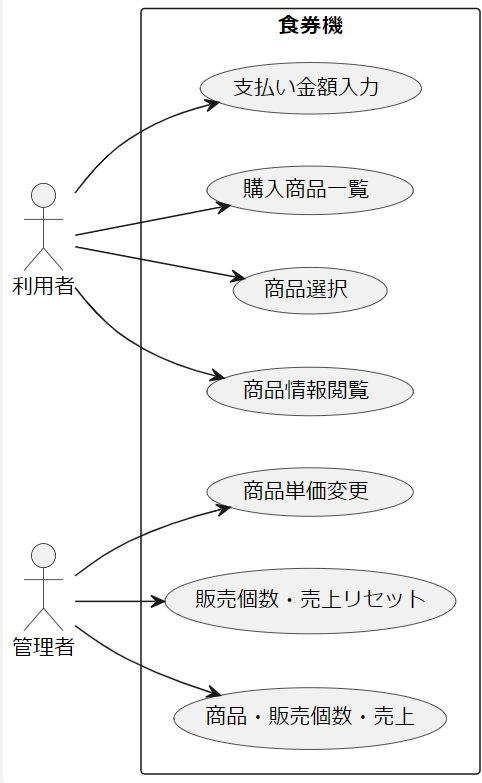 食券機
支払い金額入力
購入商品一覧
商品選択
利用者
商品情報閲覧
商品単価変更
販売個数・売上リセット
管理者
商品・販売個数・売上